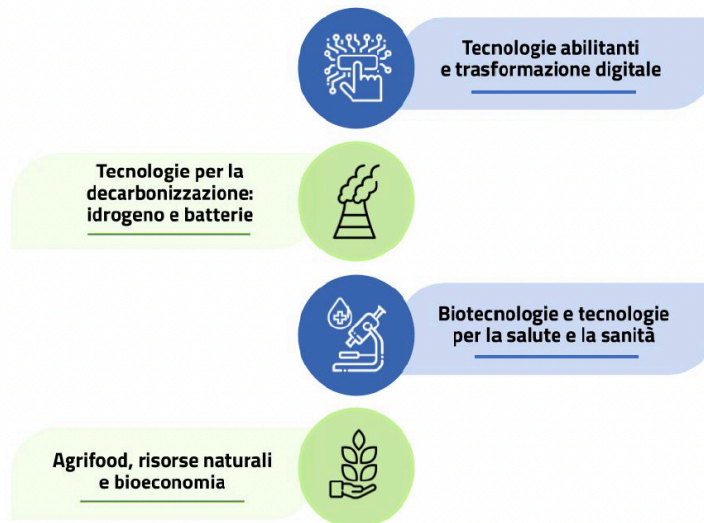 Tecnologie abilitanti
e trasformazione digitale
Tecnologie per la
decarbonizzazione:
idrogeno e batterie
Biotecnologie e tecnologie
per la salute e la sanità
Agrifood, risorse naturali
e bioeconomia